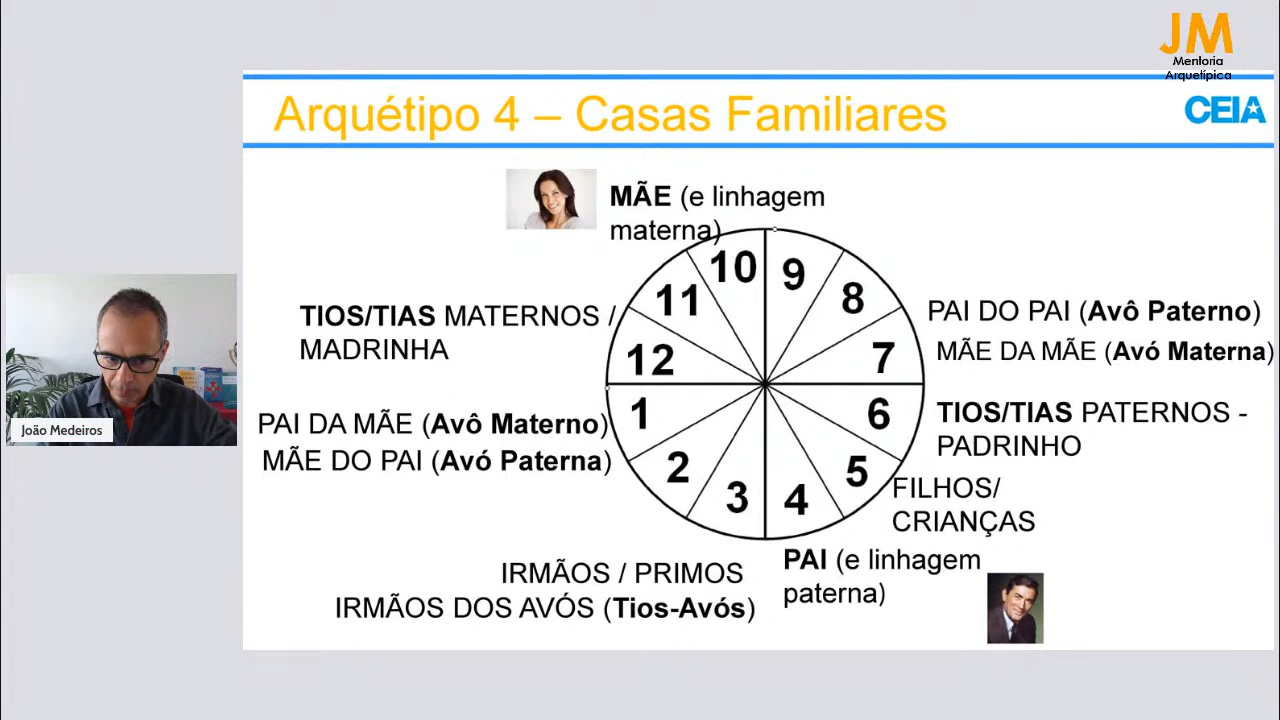 JM
Mentoria
Arquetípica
Arquétipo 4 – Casas Familiares
CEIA
MÃE (e linhagem
materna)
10
9
11
8
TIOS/TIAS MATERNOS /
MADRINHA
PAI DO PAI (Avô Paterno)
MÃE DA MÃE (Avó Materna)
12
7
1
6
PAI DA MÃE (Avô Materno)
MÃE DO PAI (Avó Paterna)
TIOS/TIAS PATERNOS -
PADRINHO
2
5
3
4
FILHOS/
CRIANÇAS
PAI (e linhagem
paterna)
IRMÃOS / PRIMOS
IRMÃOS DOS AVÓS (Tios-Avós)
João Medeiros